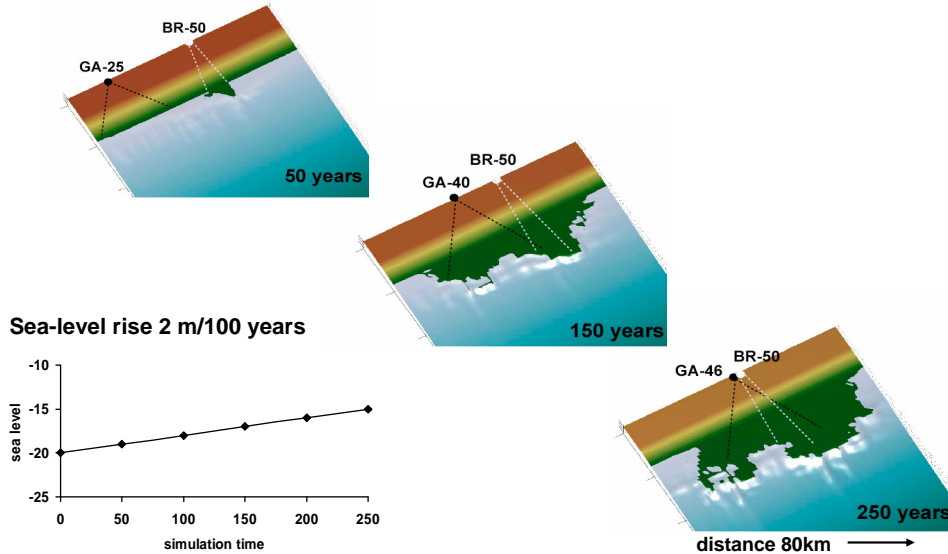 BR-50
GA-25
50 years
BR-50
GA-40
150 years
Sea-level rise 2 m/100 years
-10
-15
-20
-25
sea level
0 50 100 150 200 250
simulation time
BR-50
GA-46
250 years
distance 80km